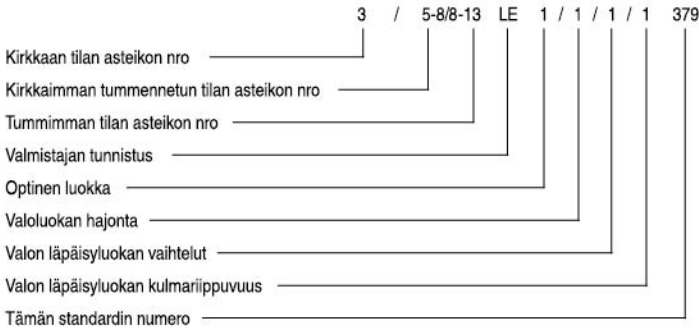 3 / 5-8/8-13 LE 1 / 1 / 1 / 1 379
Kirkkaan tilan asteikon nro
Kirkkaimman tummennetun tilan asteikon nro
Tummimman tilan asteikon nro
Valmistajan tunnistus
Optinen luokka
Valoluokan hajonta
Valon läpäisyluokan vaihtelut
Valon läpäisyluokan kulmariippuvuus
Tämän standardin numero